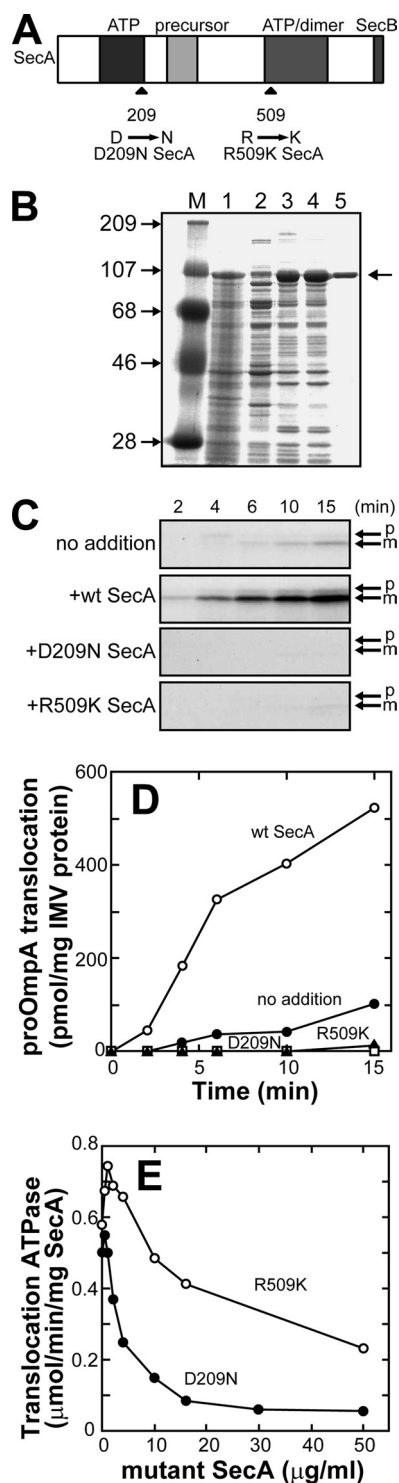 A
ATP precursor ATP/dimer SecB
SecA
209 509
D N R K
D209N SecA R509K SecA
B
M 1 2 3 4 5
209
107
68
46
28
C
2 4 6 10 15 (min)
no addition
p
m
+wt SecA
p
m
+D209N SecA
p
m
+R509K SecA
p
m
D
proOmpA translocation
(pmol/mg IMV protein)
600
400
200
0
wt SecA
no addition
D209N
R509K
0 5 10 15
Time (min)
E
Translocation ATPase
(μmol/min/mg SecA)
0.8
0.6
0.4
0.2
0
R509K
D209N
0 10 20 30 40 50
mutant SecA (μg/ml)